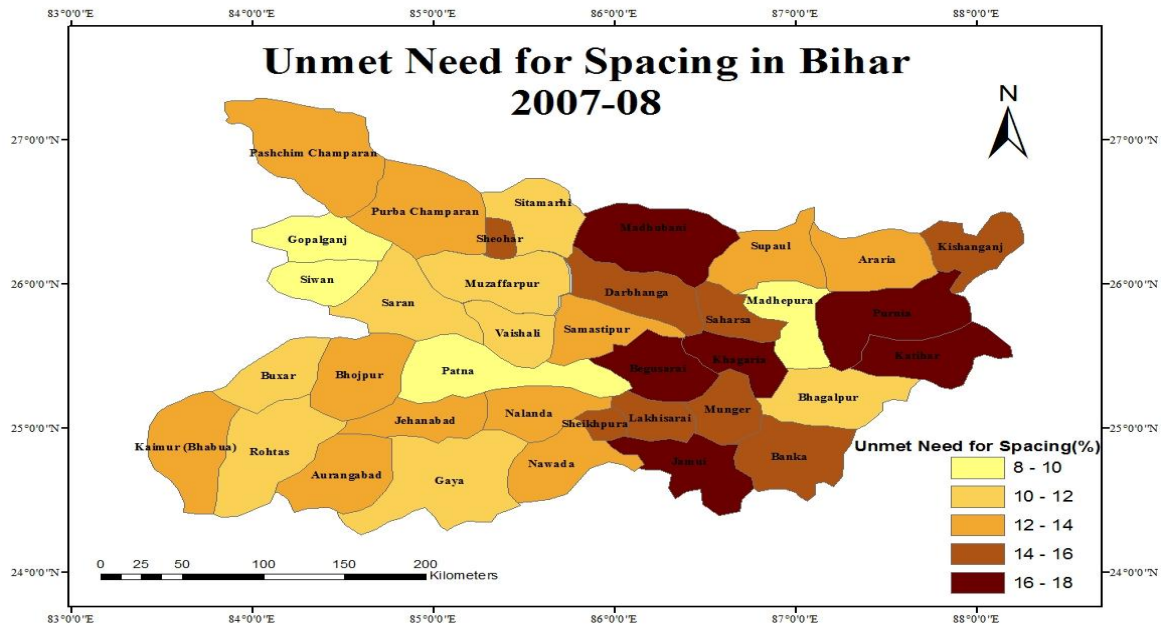 83°0'0"E 84°0'0"E 85°0'0"E 86°0'0"E 87°0'0"E 88°0'0"E
Unmet Need for Spacing in Bihar
2007-08
N
27°0'0"N 27°0'0"N
Pashchim Champaran
Purba Champaran
Sitamarhi
Sheohar
Madhubani
Gopalganj
Supaul
Araria
Kishanganj
Siwan
26°0'0"N 26°0'0"N
Muzaffarpur
Darbhanga
Madhepura
Saran
Purnia
Saharsa
Vaishali
Samastipur
Khagaria
Katihar
Begusarai
Buxar
Bhojpur
Patna
Bhagalpur
Munger
Nalanda
Lakhisarai
Jehanabad
Sheikhpura
25°0'0"N 25°0'0"N
Kaimur (Bhabua)
Rohtas
Banka
Jamui
Nawada
Aurangabad
Gaya
Unmet Need for Spacing(%)
8 - 10
10 - 12
12 - 14
14 - 16
16 - 18
0 25 50 100 150 200
Kilometers
24°0'0"N 24°0'0"N
83°0'0"E 84°0'0"E 85°0'0"E 86°0'0"E 87°0'0"E 88°0'0"E